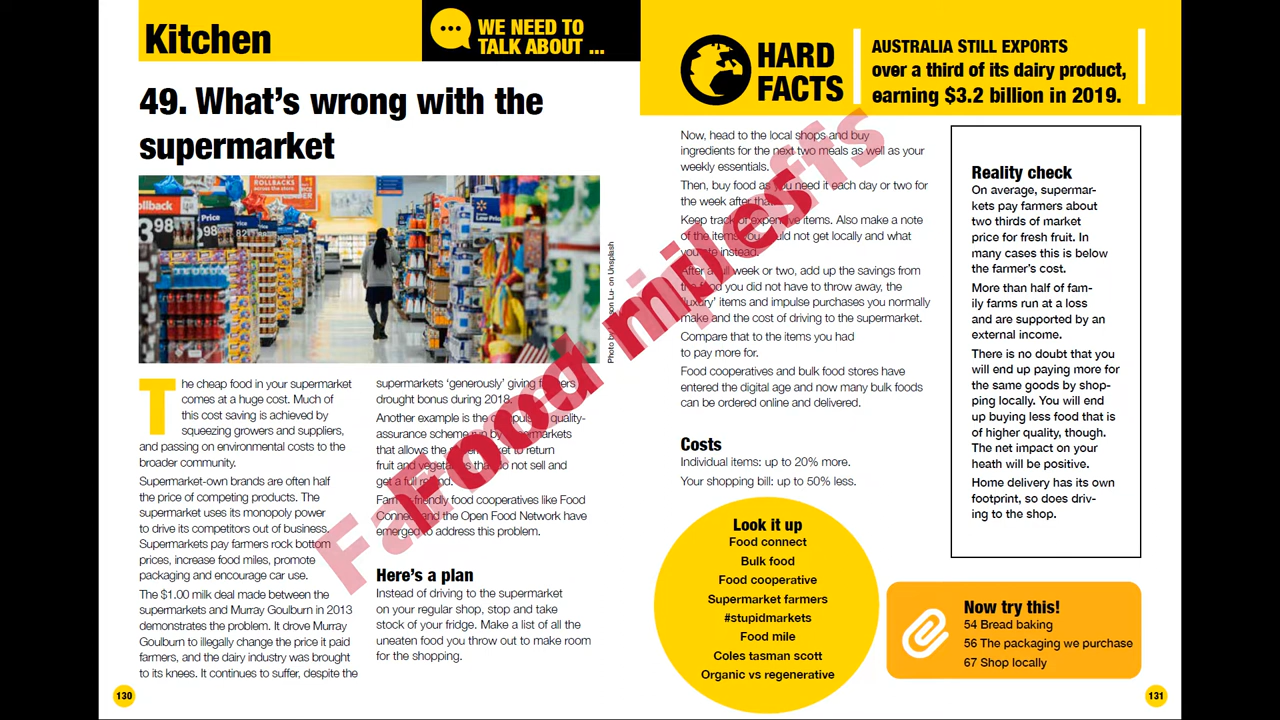 Kitchen
WE NEED TO
TALK ABOUT ...
49. What's wrong with the
supermarket
Photo by
son Lu- on Unsplash
The cheap food in your supermarket
comes at a huge cost. Much of
this cost saving is achieved by
squeezing growers and suppliers,
and passing on environmental costs to the
broader community.
Supermarket-own brands are often half
the price of competing products. The
supermarket uses its monopoly power
to drive its competitors out of business.
Supermarkets pay farmers rock bottom
prices, increase food miles, promote
packaging and encourage car use.
The $1.00 milk deal made between the
supermarkets and Murray Goulburn in 2013
demonstrates the problem. It drove Murray
Goulburn to illegally change the price it paid
farmers, and the dairy industry was brought
to its knees. It continues to suffer, despite the
130
supermarkets 'generously' giving farmers
drought bonus during 2018.
Another example is the compulsory quality-
assurance scheme run by supermarkets
that allows the supermarket to return
fruit and vegetables that do not sell and
get a full refund.
Farmer-friendly food cooperatives like Food
Connect and the Open Food Network have
emerged to address this problem.
Here's a plan
Instead of driving to the supermarket
on your regular shop, stop and take
stock of your fridge. Make a list of all the
uneaten food you throw out to make room
for the shopping.
HARD
FACTS
AUSTRALIA STILL EXPORTS
over a third of its dairy product,
earning $3.2 billion in 2019.
Now, head to the local shops and buy
ingredients for the next two meals as well as your
weekly essentials.
Then, buy food as you need it each day or two for
the week after that.
Keep track of expensive items. Also make a note
of the items you could not get locally and what
you ate instead.
After a full week or two, add up the savings from
the food you did not have to throw away, the
'luxury' items and impulse purchases you normally
make and the cost of driving to the supermarket.
Compare that to the items you had
to pay more for.
Food cooperatives and bulk food stores have
entered the digital age and now many bulk foods
can be ordered online and delivered.
Costs
Individual items: up to 20% more.
Your shopping bill: up to 50% less.
Look it up
Food connect
Bulk food
Food cooperative
Supermarket farmers
#stupidmarkets
Food mile
Coles tasman scott
Organic vs regenerative
Reality check
On average, supermar-
kets pay farmers about
two thirds of market
price for fresh fruit. In
many cases this is below
the farmer's cost.
More than half of fam-
ily farms run at a loss
and are supported by an
external income.
There is no doubt that you
will end up paying more for
the same goods by shop-
ping locally. You will end
up buying less food that is
of higher quality, though.
The net impact on your
heath will be positive.
Home delivery has its own
footprint, so does driv-
ing to the shop.
Now try this!
54 Bread baking
56 The packaging we purchase
67 Shop locally
131